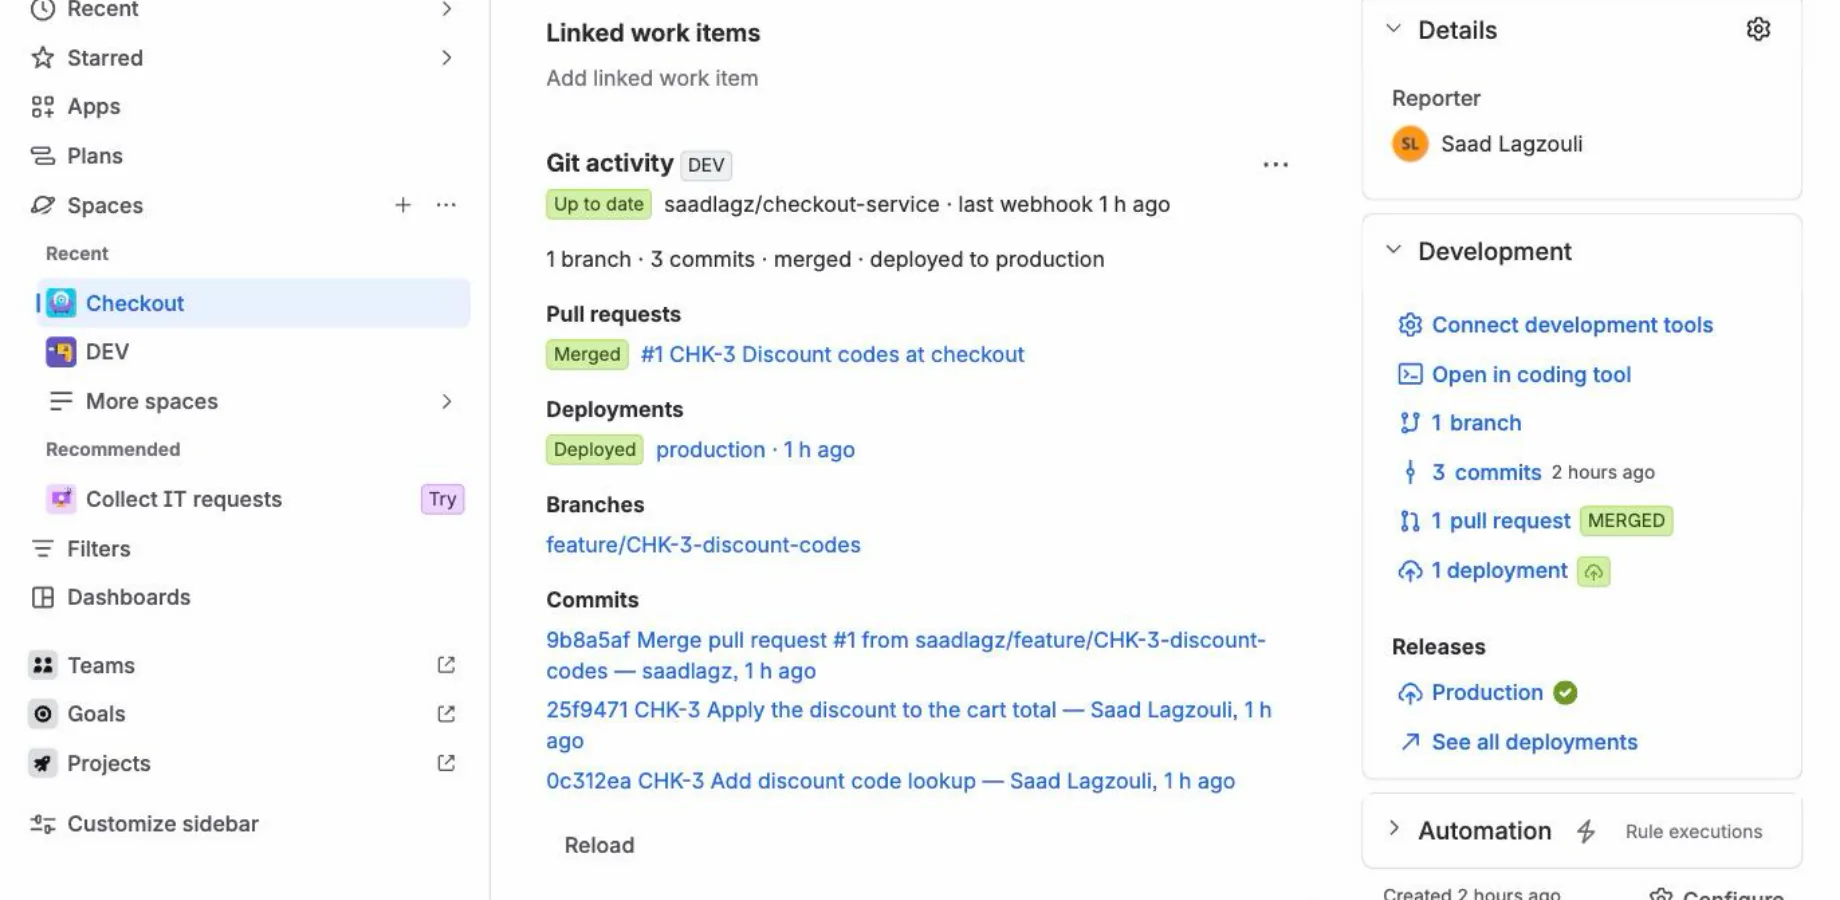 Recent
Starred
Apps
Plans
Spaces
Recent
Checkout
DEV
More spaces
Recommended
Collect IT requests Try
Filters
Dashboards
Teams
Goals
Projects
Customize sidebar
Linked work items
Add linked work item
Git activity DEV
Up to date saadlagz/checkout-service · last webhook 1 h ago
1 branch · 3 commits · merged · deployed to production
Pull requests
Merged #1 CHK-3 Discount codes at checkout
Deployments
Deployed production · 1 h ago
Branches
feature/CHK-3-discount-codes
Commits
9b8a5af Merge pull request #1 from saadlagz/feature/CHK-3-discount-
codes — saadlagz, 1 h ago
25f9471 CHK-3 Apply the discount to the cart total — Saad Lagzouli, 1 h
ago
0c312ea CHK-3 Add discount code lookup — Saad Lagzouli, 1 h ago
Reload
Details
Reporter
SL Saad Lagzouli
Development
Connect development tools
Open in coding tool
1 branch
3 commits 2 hours ago
1 pull request MERGED
1 deployment
Releases
Production
See all deployments
Automation Rule executions
Created 2 hours ago Configure